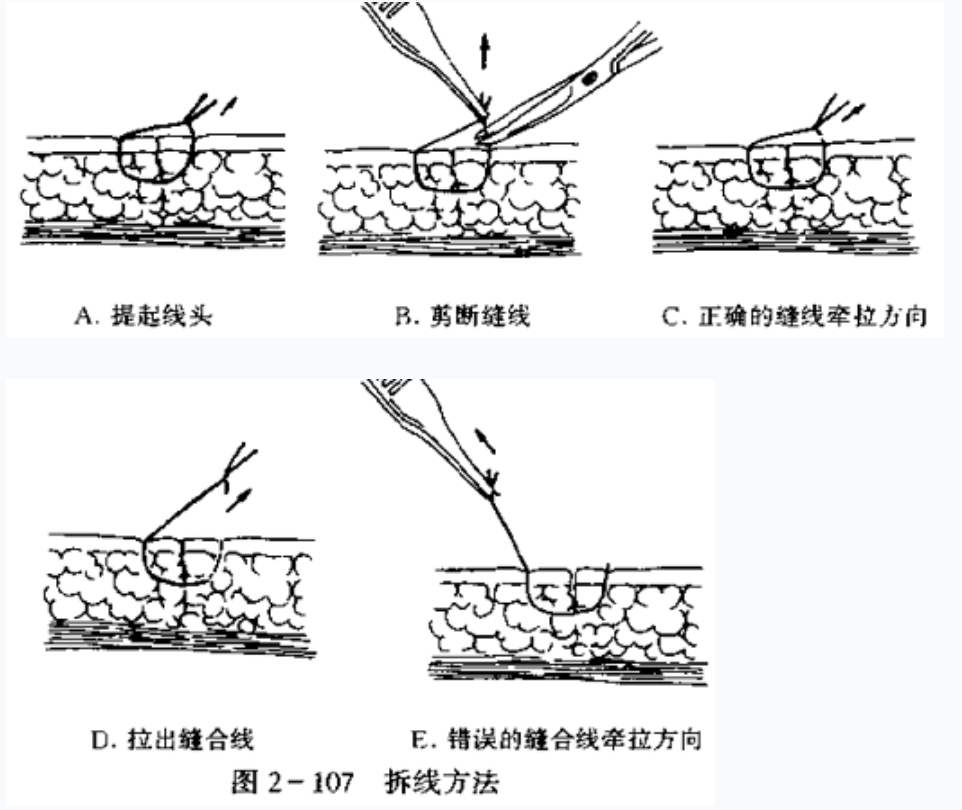 A. 提起线头
B. 剪断缝线
C. 正确的缝线牵拉方向
D. 拉出缝合线
E. 错误的缝合线牵拉方向
图 2-107 拆线方法